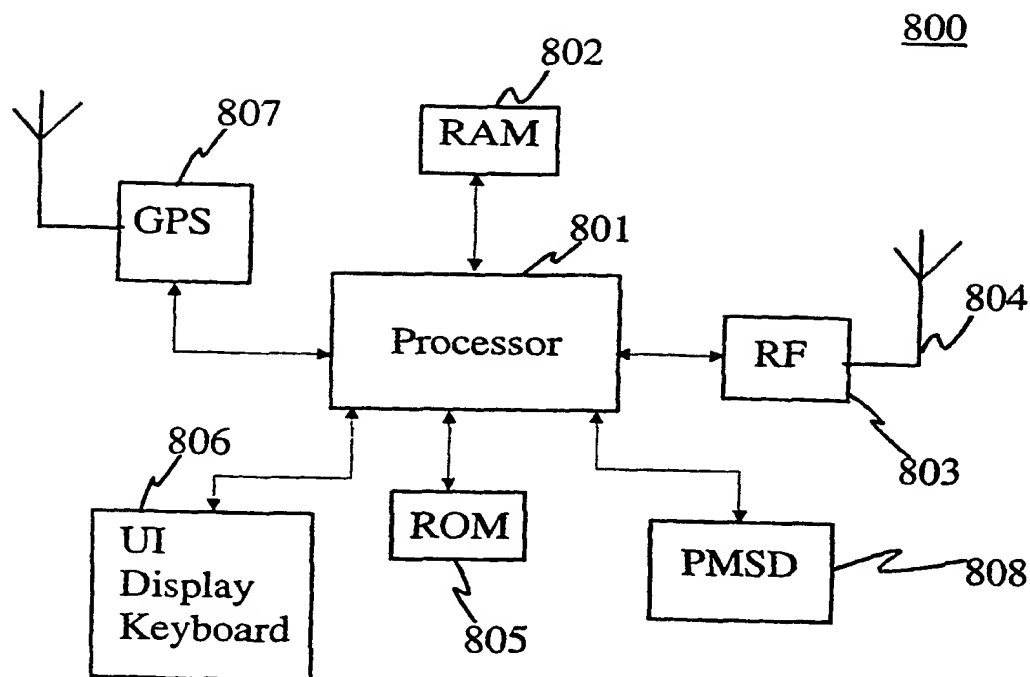 800
802
RAM
807
GPS
801
Processor
804
RF
803
806
UI
Display
Keyboard
ROM
805
PMSD
808